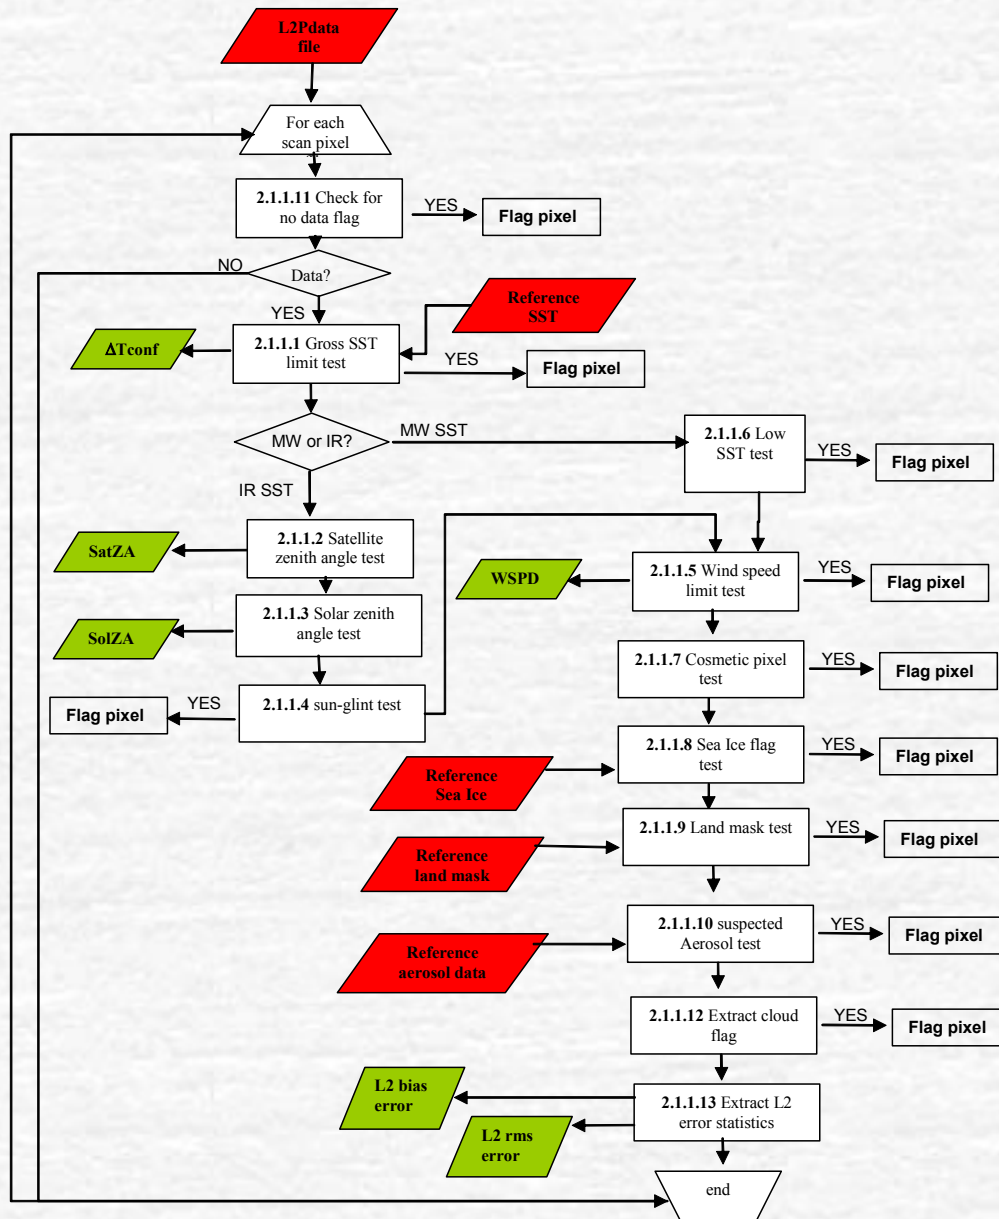 L2Pdata
file
For each
scan pixel
2.1.1.11 Check for
no data flag
YES
Flag pixel
NO
Data?
YES
Reference
SST
ΔTconf
2.1.1.1 Gross SST
limit test
YES
Flag pixel
MW or IR?
MW SST
2.1.1.6 Low
SST test
YES
Flag pixel
IR SST
SatZA
2.1.1.2 Satellite
zenith angle test
WSPD
2.1.1.5 Wind speed
limit test
YES
Flag pixel
SolZA
2.1.1.3 Solar zenith
angle test
2.1.1.7 Cosmetic pixel
test
YES
Flag pixel
Flag pixel
YES
2.1.1.4 sun-glint test
2.1.1.8 Sea Ice flag
test
YES
Flag pixel
Reference
Sea Ice
2.1.1.9 Land mask test
YES
Flag pixel
Reference
land mask
2.1.1.10 suspected
Aerosol test
YES
Flag pixel
Reference
aerosol data
2.1.1.12 Extract cloud
flag
YES
Flag pixel
L2 bias
error
2.1.1.13 Extract L2
error statistics
L2 rms
error
end